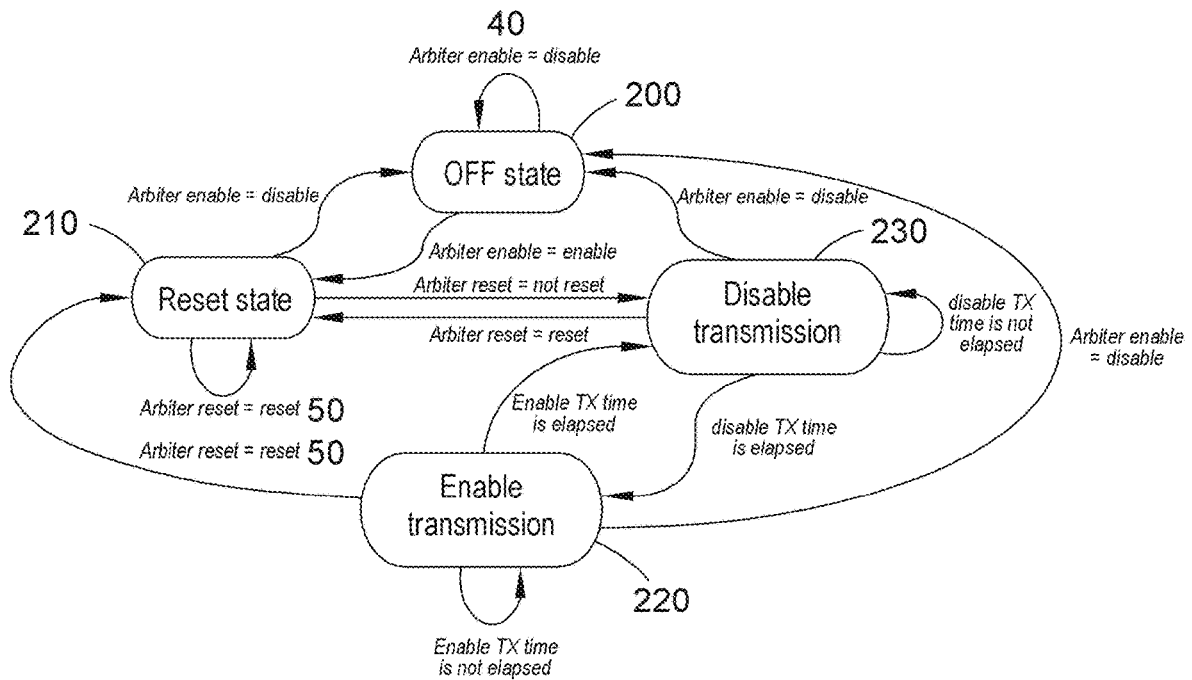 40
Arbiter enable = disable
200
OFF state
Arbiter enable = disable
Arbiter enable = disable
210
230
Arbiter enable = enable
Reset state
Arbiter reset = not reset
Disable
transmission
disable TX
time is not
elapsed
Arbiter reset = reset
Arbiter enable
= disable
Arbiter reset = reset 50
Enable TX time
is elapsed
disable TX time
is elapsed
Arbiter reset = reset 50
Enable
transmission
220
Enable TX time
is not elapsed